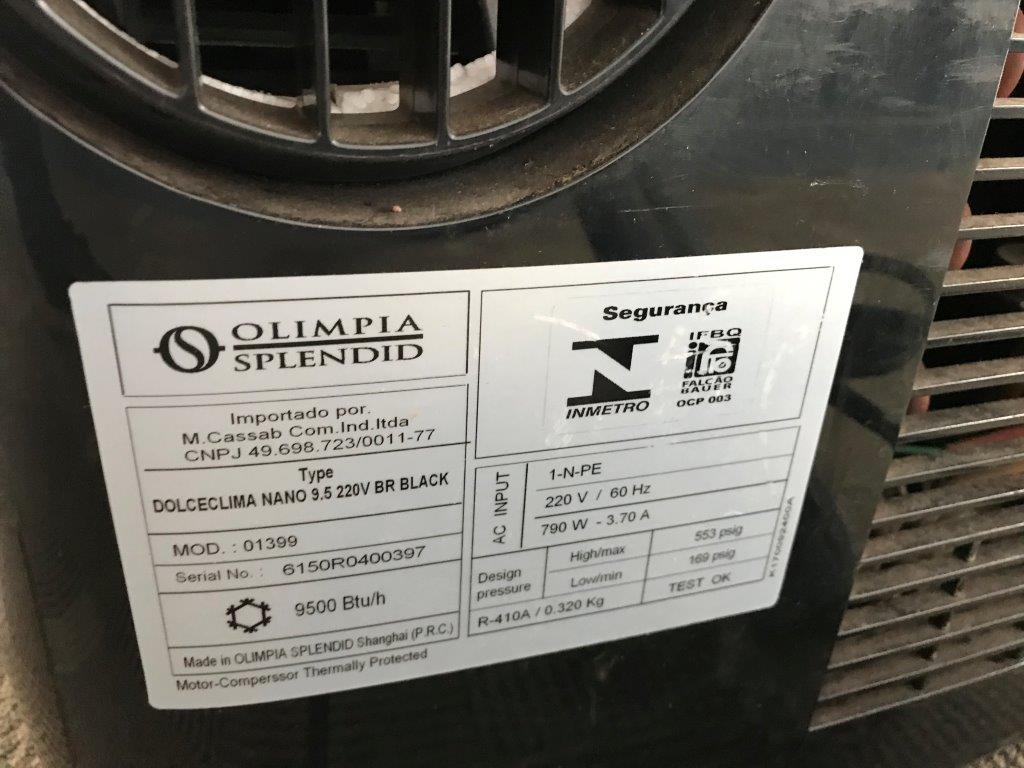 OLIMPIA
SPLENDID
Importado por.
M.Cassab Com.Ind.ltda
CNPJ 49.698.723/0011-77
Type
DOLCECLIMA NANO 9.5 220V BR BLACK
MOD. : 01399
Serial No. : 6150R0400397
9500 Btu/h
Made in OLIMPIA SPLENDID Shanghai (P.R.C.)
Motor-Comperssor Thermally Protected
Segurança
INMETRO
IFBQ
FALCÃO
BAUER
OCP 003
AC INPUT
1-N-PE
220 V / 60 Hz
790 W - 3.70 A
Design
pressure
High/max
553 psig
Low/min
169 psig
R-410A / 0.320 Kg
TEST OK
K170092400A